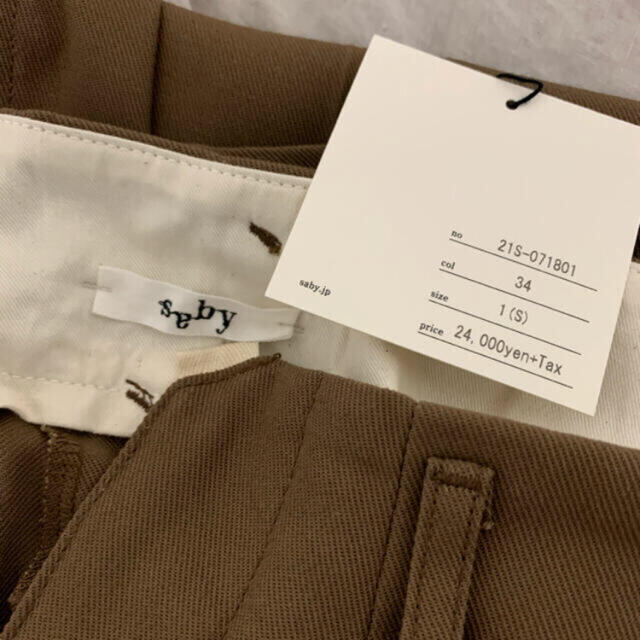 saby
saby.jp
no 21S-071801
col 34
size 1(S)
price 24,000yen+Tax